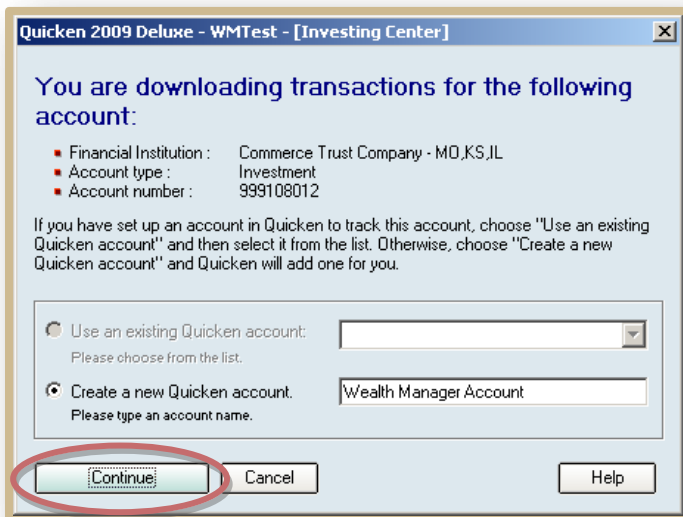 Quicken 2009 Deluxe - WMTest - [Investing Center]
You are downloading transactions for the following
account:
Financial Institution : Commerce Trust Company - MO,KS,IL
Account type : Investment
Account number : 999108012
If you have set up an account in Quicken to track this account, choose "Use an existing
Quicken account" and then select it from the list. Otherwise, choose "Create a new
Quicken account" and Quicken will add one for you.
Use an existing Quicken account:
Please choose from the list.
Create a new Quicken account. Wealth Manager Account
Please type an account name.
Continue Cancel Help